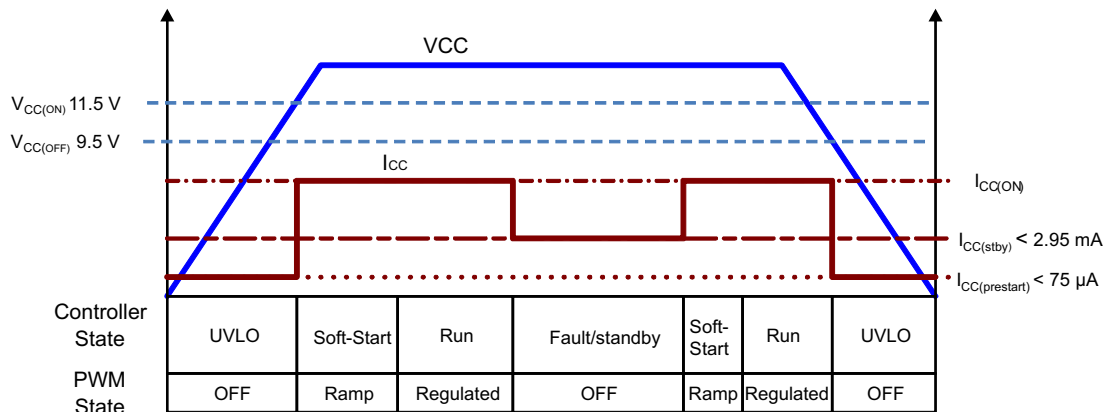 VCC
VCC(ON) 11.5 V
VCC(OFF) 9.5 V
ICC
ICC(ON)
ICC(stby) < 2.95 mA
ICC(prestart) < 75 µA
Controller
State
UVLO
Soft-Start
Run
Fault/standby
Soft-
Start
Run
UVLO
PWM
State
OFF
Ramp
Regulated
OFF
Ramp
Regulated
OFF